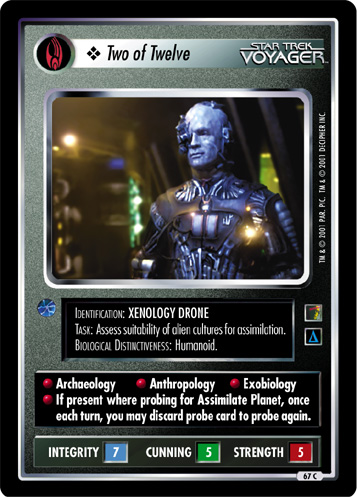 ❖ Two of Twelve
STAR TREK
VOYAGER™
TM & © 2001 PAR. PIC. TM & © 2001 DECIPHER INC.
IDENTIFICATION: XENOLOGY DRONE
TASK: Assess suitability of alien cultures for assimilation.
BIOLOGICAL DISTINCTIVENESS: Humanoid.
Δ
• Archaeology • Anthropology • Exobiology
• If present where probing for Assimilate Planet, once
each turn, you may discard probe card to probe again.
INTEGRITY 7 CUNNING 5 STRENGTH 5
67 C